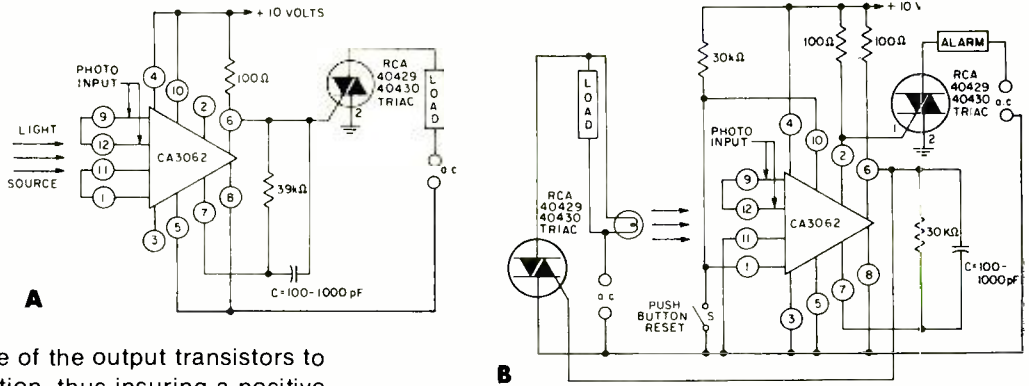 + 10 VOLTS
100Ω
PHOTO
INPUT
4
10
2
6
RCA
40429
40430
TRIAC
2
LOAD
a c
LIGHT
SOURCE
9
12
11
1
CA3062
39kΩ
3
5
7
8
C=100-1000pF
A
e of the output transistors to
tion, thus insuring a positive
+ 10
30kΩ
100Ω
100Ω
ALARM
RCA
40429
40430
TRIAC
a.c
1
2
LOAD
PHOTO
INPUT
4
10
2
6
9
12
11
1
CA3062
RCA
40429
40430
TRIAC
a c
30KΩ
C=100-
1000pF
PUSH
BUTTON
RESET
S
3
5
7
8
B